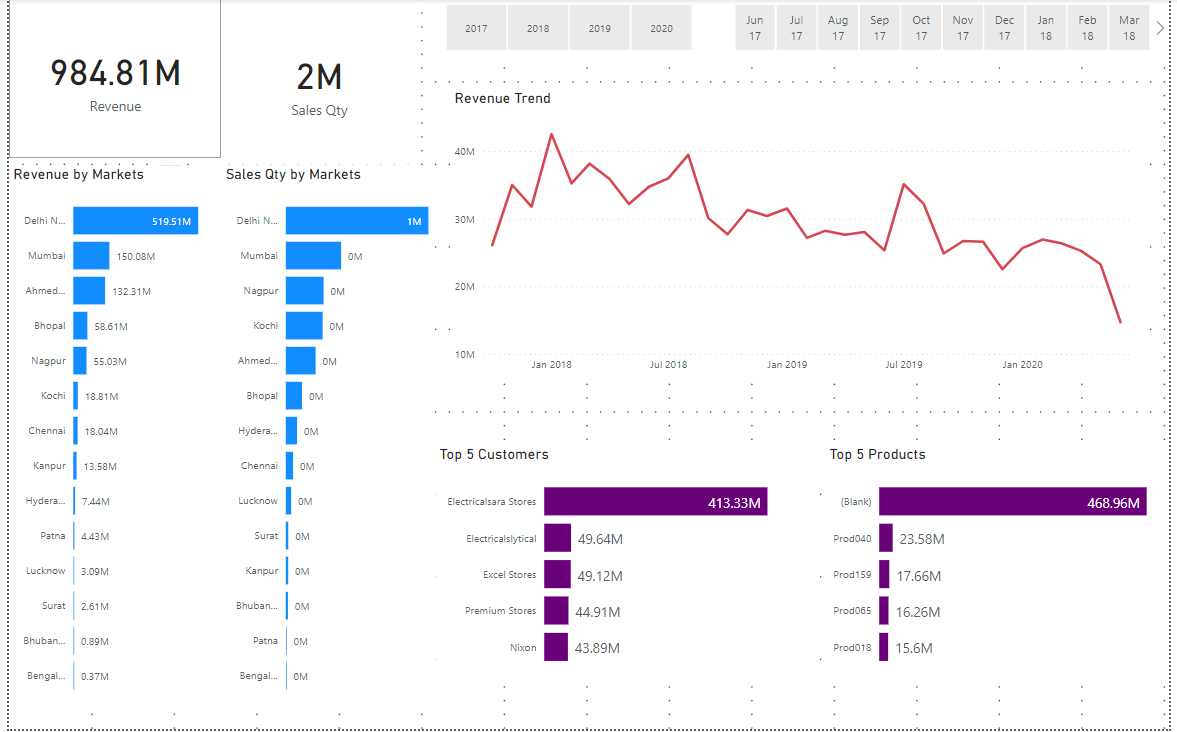 984.81M
Revenue
2M
Sales Qty
2017 2018 2019 2020
Jun Jul Aug Sep Oct Nov Dec Jan Feb Mar
17 17 17 17 17 17 17 18 18 18
Revenue by Markets
Delhi N... 519.51M
Mumbai 150.08M
Ahmed... 132.31M
Bhopal 58.61M
Nagpur 55.03M
Kochi 18.81M
Chennai 18.04M
Kanpur 13.58M
Hydera... 7.44M
Patna 4.43M
Lucknow 3.09M
Surat 2.61M
Bhuban... 0.89M
Bengal... 0.37M
Sales Qty by Markets
Delhi N... 1M
Mumbai 0M
Nagpur 0M
Kochi 0M
Ahmed... 0M
Bhopal 0M
Hydera... 0M
Chennai 0M
Lucknow 0M
Surat 0M
Kanpur 0M
Bhuban... 0M
Patna 0M
Bengal... 0M
Revenue Trend
40M
30M
20M
10M
Jan 2018 Jul 2018 Jan 2019 Jul 2019 Jan 2020
Top 5 Customers
Electricalsara Stores 413.33M
Electricalslytical 49.64M
Excel Stores 49.12M
Premium Stores 44.91M
Nixon 43.89M
Top 5 Products
(Blank) 468.96M
Prod040 23.58M
Prod159 17.66M
Prod065 16.26M
Prod018 15.6M